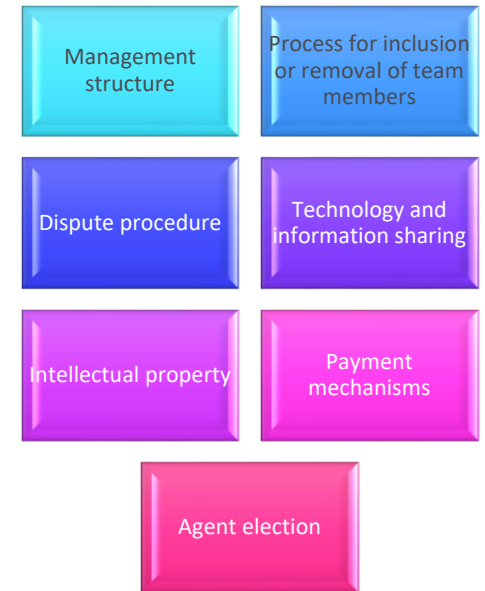 Management
structure
Process for inclusion
or removal of team
members
Dispute procedure
Technology and
information sharing
Intellectual property
Payment
mechanisms
Agent election